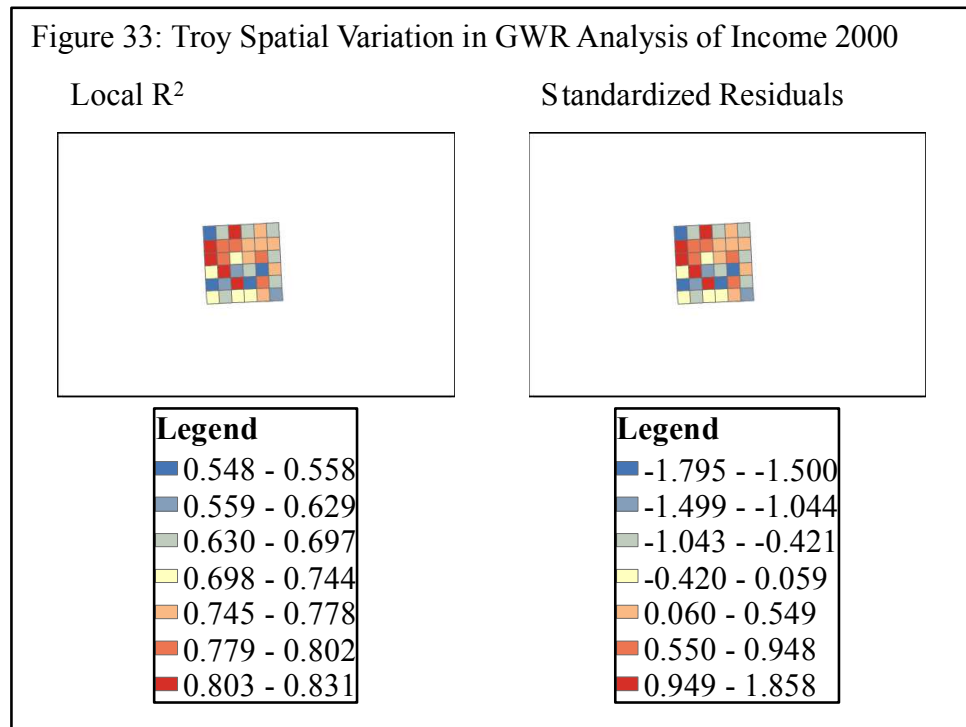 Figure 33: Troy Spatial Variation in GWR Analysis of Income 2000
Local R²
Standardized Residuals
Legend
0.548 - 0.558
0.559 - 0.629
0.630 - 0.697
0.698 - 0.744
0.745 - 0.778
0.779 - 0.802
0.803 - 0.831
Legend
-1.795 - -1.500
-1.499 - -1.044
-1.043 - -0.421
-0.420 - 0.059
0.060 - 0.549
0.550 - 0.948
0.949 - 1.858